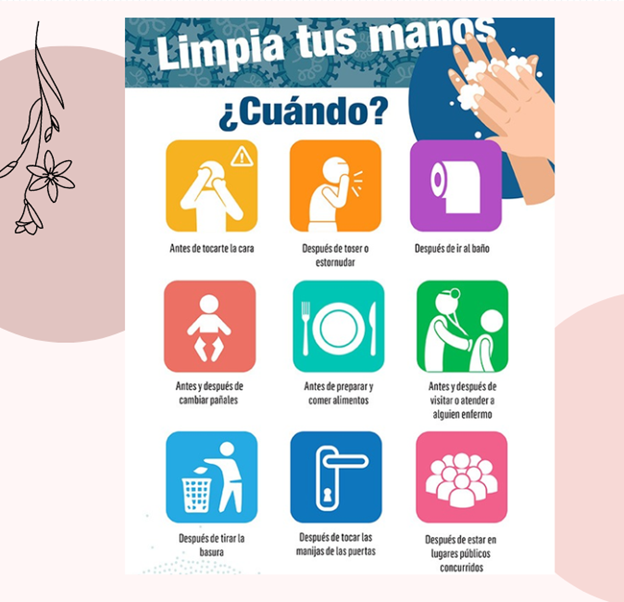 Limpia tus manos
¿Cuándo?
Antes de tocarte la cara
Después de toser o
estornudar
Después de ir al baño
Antes y después de
cambiar pañales
Antes de preparar y
comer alimentos
Antes y después de
visitar o atender a
alguien enfermo
Después de tirar la
basura
Después de tocar las
manijas de las puertas
Después de estar en
lugares públicos
concurridos